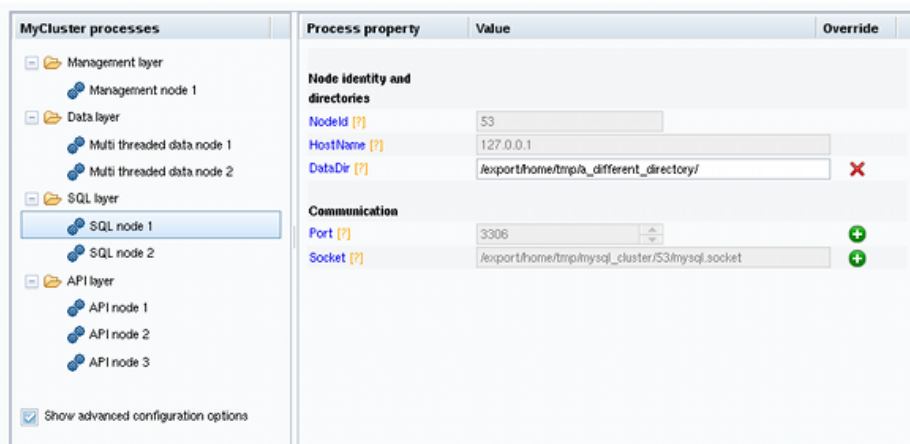 MyCluster processes
Management layer
Management node 1
Data layer
Multi threaded data node 1
Multi threaded data node 2
SQL layer
SQL node 1
SQL node 2
API layer
API node 1
API node 2
API node 3
Show advanced configuration options
Process property Value Override
Node identity and
directories
NodeId [?] 53
HostName [?] 127.0.0.1
DataDir [?] /export/home/tmp/a_different_directory/
Communication
Port [?] 3306
Socket [?] /export/home/tmp/mysql_cluster/53/mysql.socket